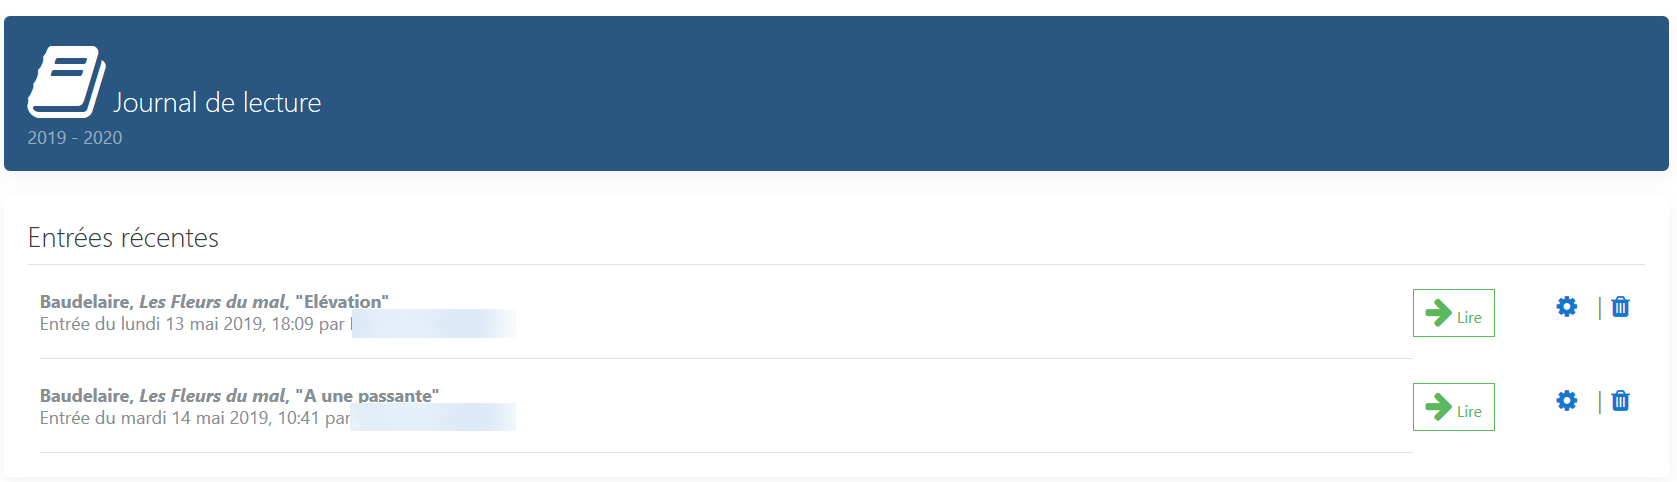 Journal de lecture
2019 - 2020
Entrées récentes
Baudelaire, Les Fleurs du mal, "Elévation"
Entrée du lundi 13 mai 2019, 18:09 par
Lire
|
Baudelaire, Les Fleurs du mal, "A une passante"
Entrée du mardi 14 mai 2019, 10:41 par
Lire
|